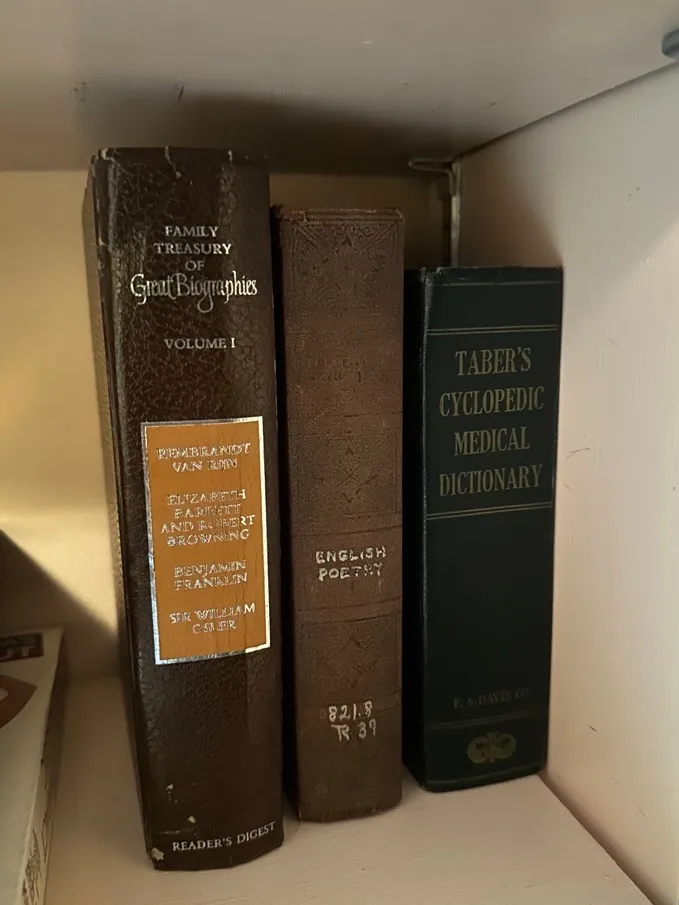 FAMILY
TREASURY
OF
Great Biographies
VOLUME I
REMBRANDT
VAN RIJN
ELIZABETH
BARRETT
AND ROBERT
BROWNING
BENJAMIN
FRANKLIN
SIR WILLIAM
OSLER
READER'S DIGEST
ENGLISH
POETRY
821.8
R 39
TABER'S
CYCLOPEDIC
MEDICAL
DICTIONARY
F. A. DAVIS CO.